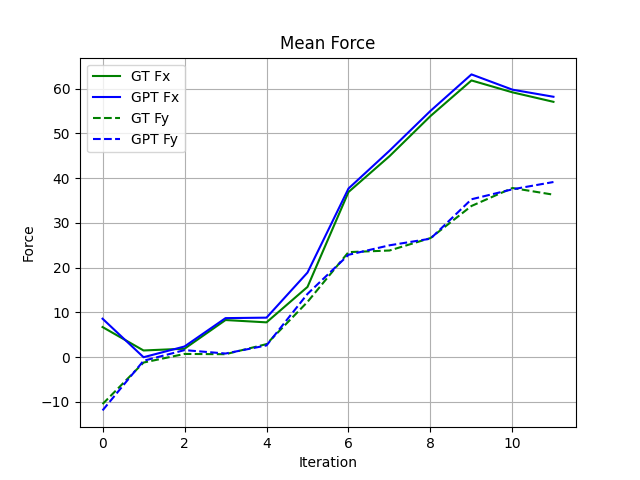 Mean Force
GT Fx
GPT Fx
GT Fy
GPT Fy
60
50
40
30
20
10
0
−10
Force
0 2 4 6 8 10
Iteration